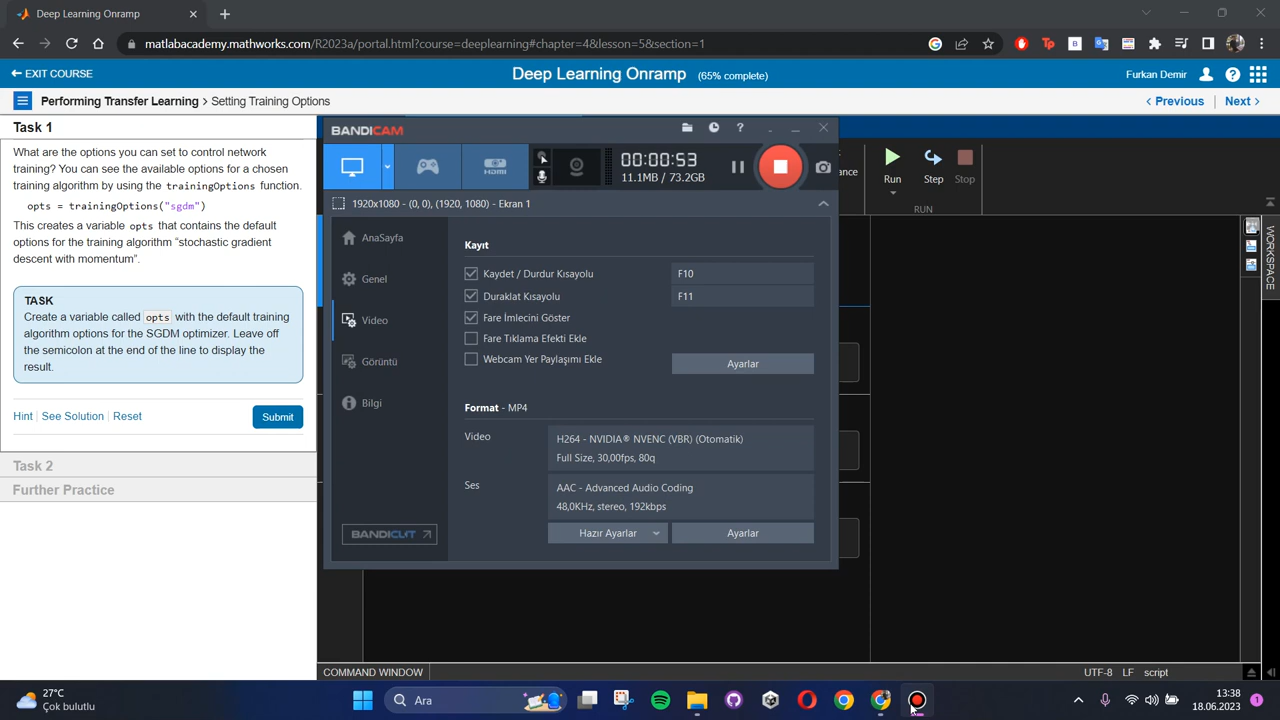 Deep Learning Onramp
matlabacademy.mathworks.com/R2023a/portal.html?course=deeplearning#chapter=4&lesson=5&section=1
EXIT COURSE
Deep Learning Onramp (65% complete)
Furkan Demir
Performing Transfer Learning > Setting Training Options
Previous
Next
Task 1
What are the options you can set to control network
training? You can see the available options for a chosen
training algorithm by using the trainingOptions function.
opts = trainingOptions("sgdm")
This creates a variable opts that contains the default
options for the training algorithm "stochastic gradient
descent with momentum".
TASK
Create a variable called opts with the default training
algorithm options for the SGDM optimizer. Leave off
the semicolon at the end of the line to display the
result.
Hint | See Solution | Reset
Submit
Task 2
Further Practice
BANDICAM
HDMI
00:00:53
11.1MB / 73.2GB
1920x1080 - (0, 0), (1920, 1080) - Ekran 1
AnaSayfa
Genel
Video
Görüntü
Bilgi
BANDICUT
Kayıt
Kaydet / Durdur Kısayolu
F10
Duraklat Kısayolu
F11
Fare İmlecini Göster
Fare Tıklama Efekti Ekle
Webcam Yer Paylaşımı Ekle
Ayarlar
Format - MP4
Video
H264 - NVIDIA® NVENC (VBR) (Otomatik)
Full Size, 30,00fps, 80q
Ses
AAC - Advanced Audio Coding
48,0KHz, stereo, 192kbps
Hazır Ayarlar
Ayarlar
ance
Run
Step
Stop
RUN
WORKSPACE
COMMAND WINDOW
UTF-8
LF
script
27°C
Çok bulutlu
Ara
13:38
18.06.2023
1